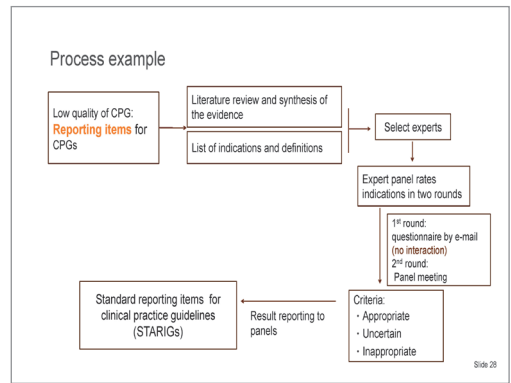 Process example
Low quality of CPG:
Reporting items for
CPGs
Literature review and synthesis of
the evidence
List of indications and definitions
Select experts
Expert panel rates
indications in two rounds
1st round:
questionnaire by e-mail
(no interaction)
2nd round:
Panel meeting
Criteria:
· Appropriate
· Uncertain
· Inappropriate
Result reporting to
panels
Standard reporting items for
clinical practice guidelines
(STARIGs)
Slide 28